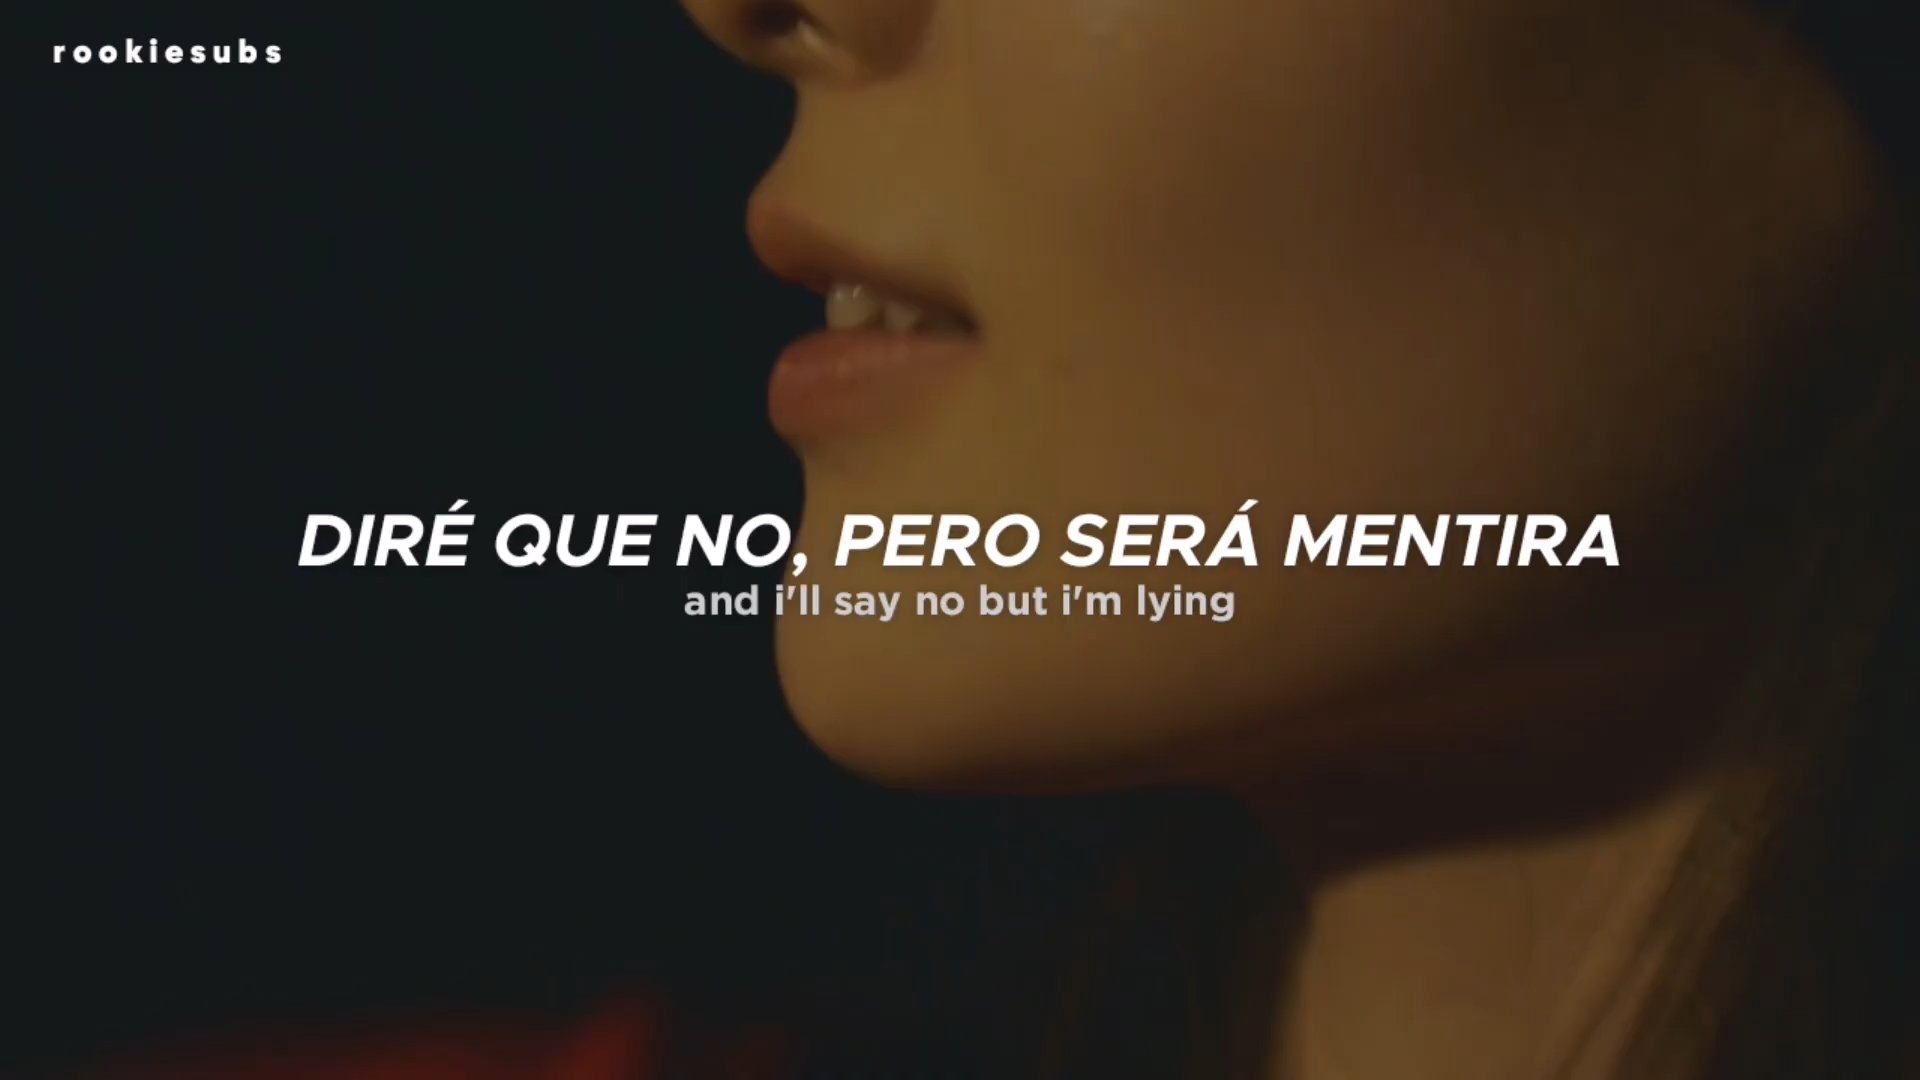 rookiesubs
DIRÉ QUE NO, PERO SERÁ MENTIRA
and i'll say no but i'm lying